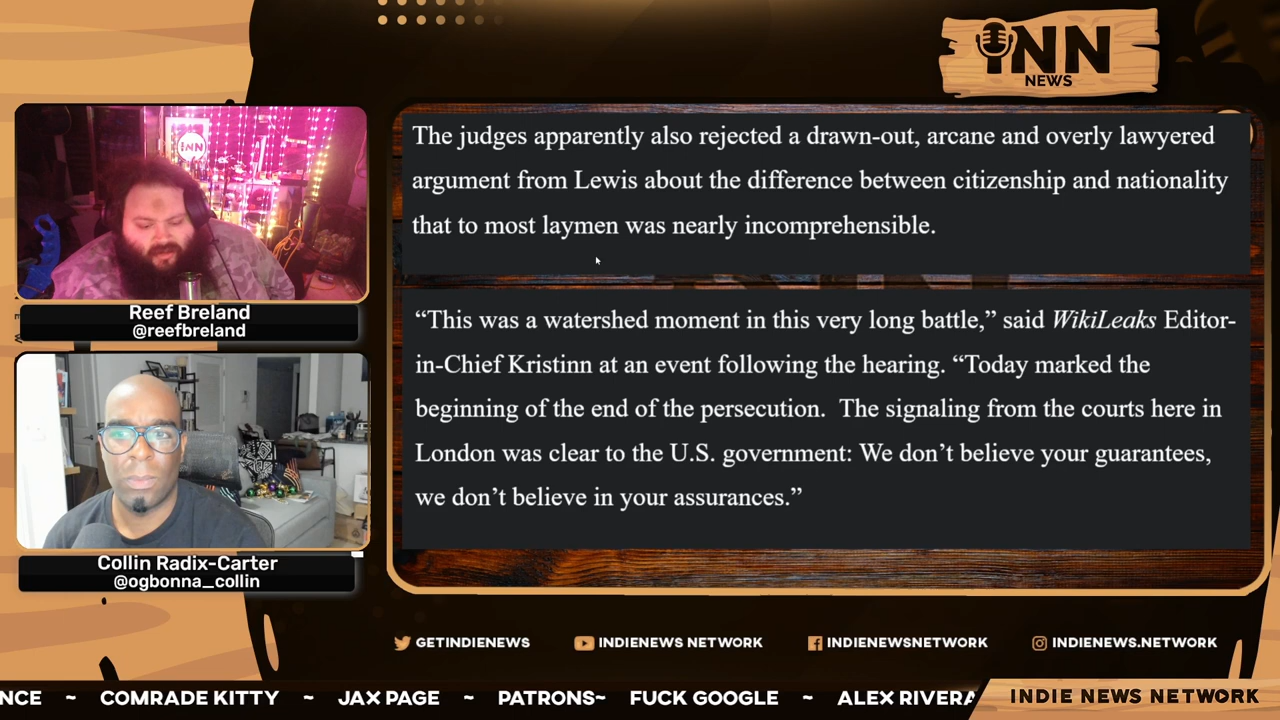 iNN
NEWS
The judges apparently also rejected a drawn-out, arcane and overly lawyered
argument from Lewis about the difference between citizenship and nationality
that to most laymen was nearly incomprehensible.
“This was a watershed moment in this very long battle,” said WikiLeaks Editor-
in-Chief Kristinn at an event following the hearing. “Today marked the
beginning of the end of the persecution.  The signaling from the courts here in
London was clear to the U.S. government: We don’t believe your guarantees,
we don’t believe in your assurances.”
iNN
Reef Breland
@reefbreland
Collin Radix-Carter
@ogbonna_collin
GETINDIENEWS
INDIENEWS NETWORK
INDIENEWSNETWORK
INDIENEWS.NETWORK
NCE ~ COMRADE KITTY ~ JAX PAGE ~ PATRONS~ FUCK GOOGLE ~ ALEX RIVERA
INDIE NEWS NETWORK